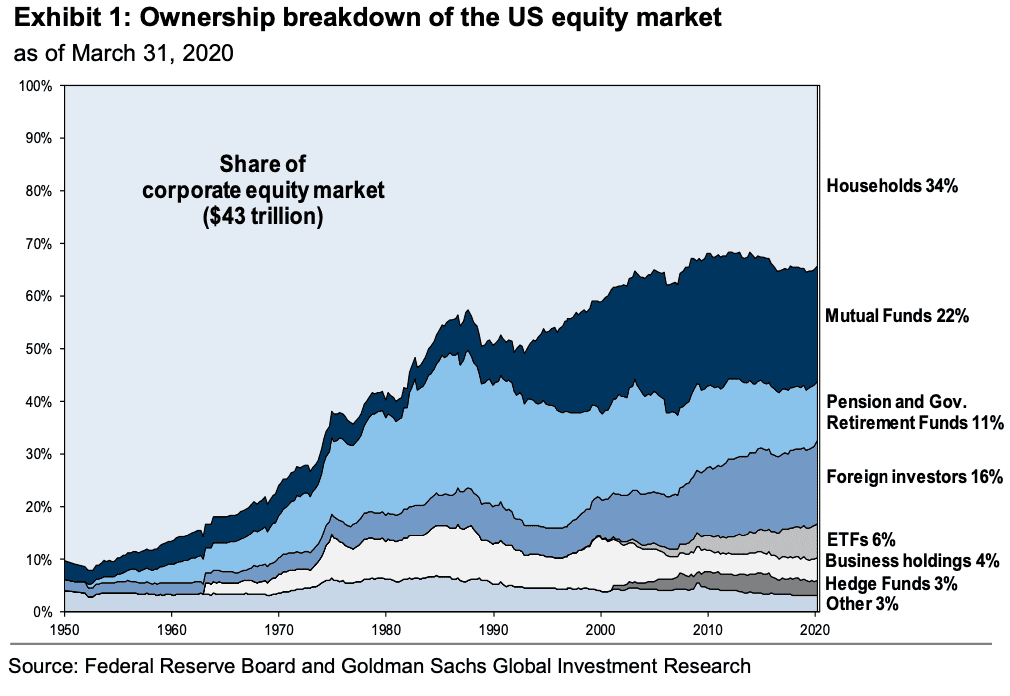 Exhibit 1: Ownership breakdown of the US equity market
as of March 31, 2020
100%
90%
80%
70%
60%
50%
40%
30%
20%
10%
0%
Share of
corporate equity market
($43 trillion)
Households 34%
Mutual Funds 22%
Pension and Gov.
Retirement Funds 11%
Foreign investors 16%
ETFs 6%
Business holdings 4%
Hedge Funds 3%
Other 3%
1950 1960 1970 1980 1990 2000 2010 2020
Source: Federal Reserve Board and Goldman Sachs Global Investment Research